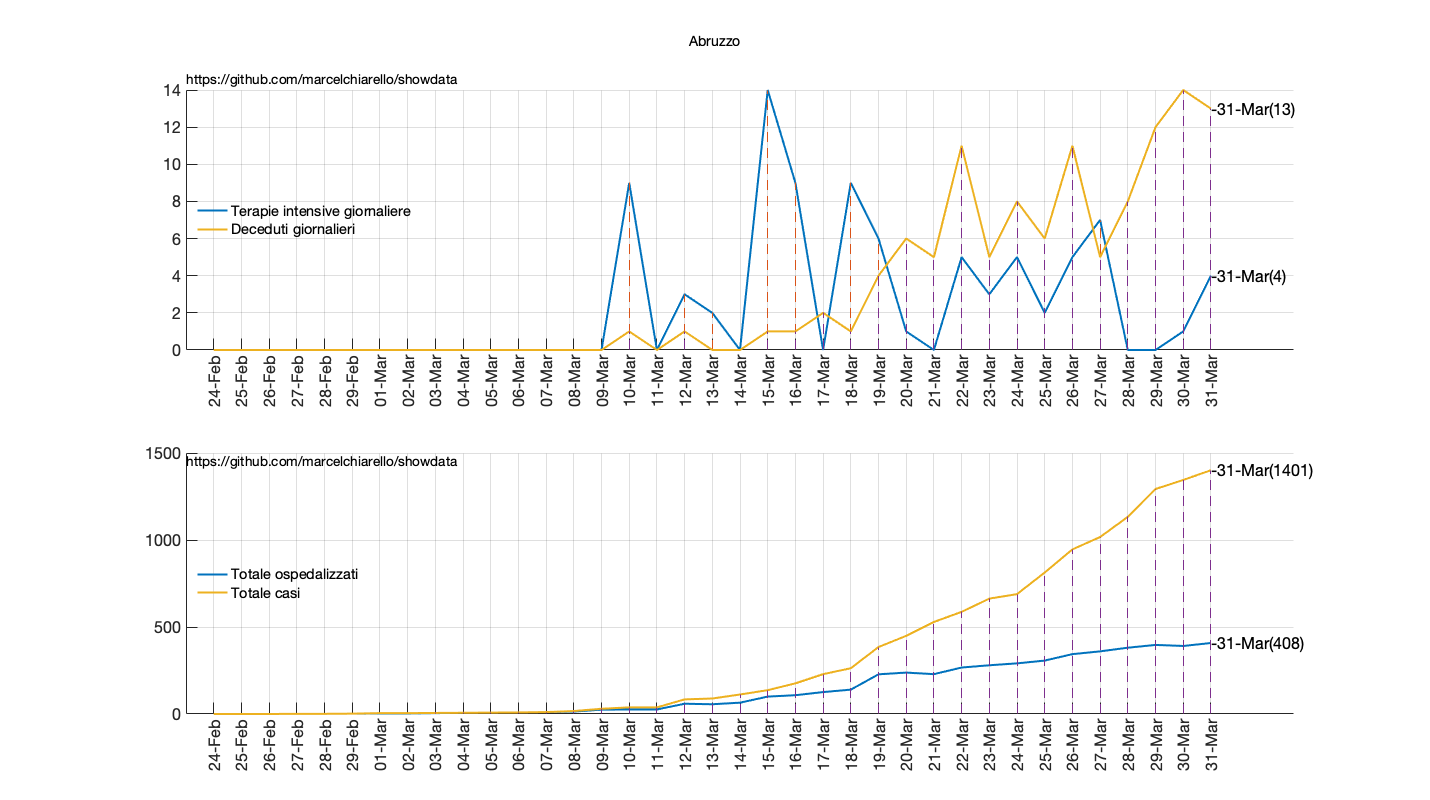 Abruzzo
https://github.com/marcelchiarello/showdata
14
12
10
8
6
4
2
0
Terapie intensive giornaliere
Deceduti giornalieri
-31-Mar(13)
-31-Mar(4)
24-Feb
25-Feb
26-Feb
27-Feb
28-Feb
29-Feb
01-Mar
02-Mar
03-Mar
04-Mar
05-Mar
06-Mar
07-Mar
08-Mar
09-Mar
10-Mar
11-Mar
12-Mar
13-Mar
14-Mar
15-Mar
16-Mar
17-Mar
18-Mar
19-Mar
20-Mar
21-Mar
22-Mar
23-Mar
24-Mar
25-Mar
26-Mar
27-Mar
28-Mar
29-Mar
30-Mar
31-Mar
https://github.com/marcelchiarello/showdata
1500
1000
500
0
Totale ospedalizzati
Totale casi
-31-Mar(1401)
-31-Mar(408)
24-Feb
25-Feb
26-Feb
27-Feb
28-Feb
29-Feb
01-Mar
02-Mar
03-Mar
04-Mar
05-Mar
06-Mar
07-Mar
08-Mar
09-Mar
10-Mar
11-Mar
12-Mar
13-Mar
14-Mar
15-Mar
16-Mar
17-Mar
18-Mar
19-Mar
20-Mar
21-Mar
22-Mar
23-Mar
24-Mar
25-Mar
26-Mar
27-Mar
28-Mar
29-Mar
30-Mar
31-Mar